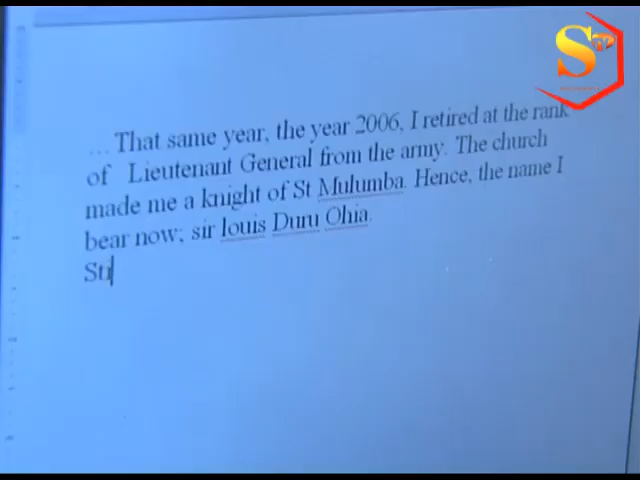 ... That same year, the year 2006, I retired at the rank
of Lieutenant General from the army. The church
made me a knight of St Mulumba. Hence, the name I
bear now; sir louis Duru Ohia.
Sti
S TV